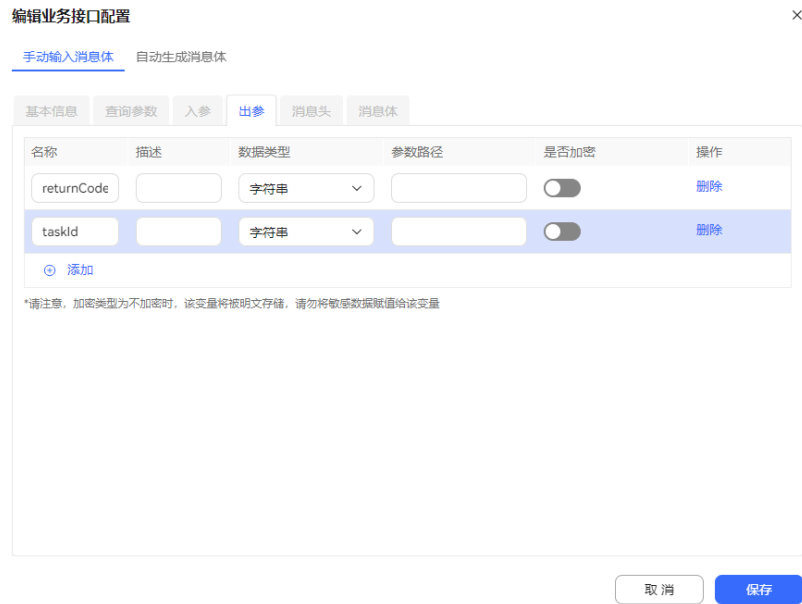 编辑业务接口配置
手动输入消息体 自动生成消息体
基本信息 查询参数 入参 出参 消息头 消息体
名称 描述 数据类型 参数路径 是否加密 操作
returnCode 字符串 删除
taskId 字符串 删除
添加
*请注意，加密类型为不加密时，该变量将被明文存储，请勿将敏感数据赋值给该变量
取消 保存